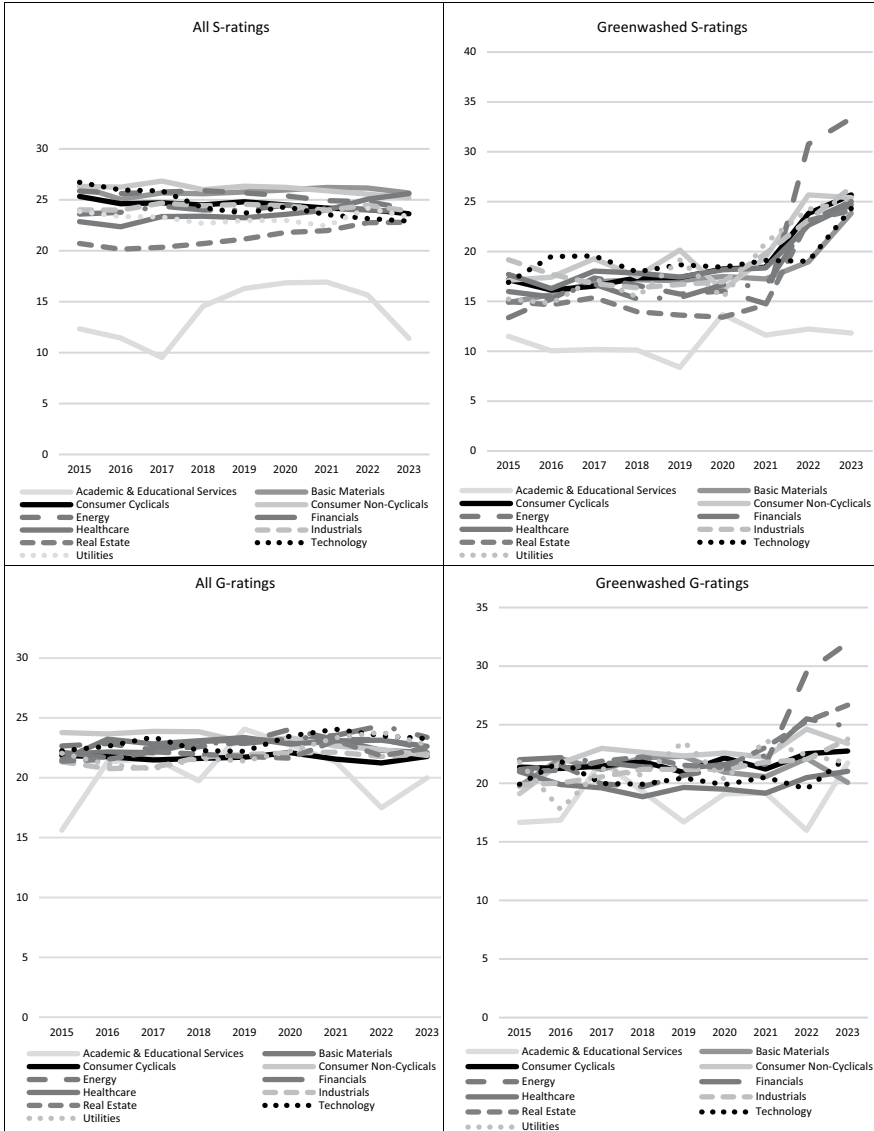 All S-ratings
30
25
20
15
10
5
0
2015 2016 2017 2018 2019 2020 2021 2022 2023
Academic & Educational Services Basic Materials
Consumer Cyclicals Consumer Non-Cyclicals
Energy Financials
Healthcare Industrials
Real Estate Technology
Utilities
Greenwashed S-ratings
40
35
30
25
20
15
10
5
0
2015 2016 2017 2018 2019 2020 2021 2022 2023
Academic & Educational Services Basic Materials
Consumer Cyclicals Consumer Non-Cyclicals
Energy Financials
Healthcare Industrials
Real Estate Technology
Utilities
All G-ratings
30
25
20
15
10
5
0
2015 2016 2017 2018 2019 2020 2021 2022 2023
Academic & Educational Services Basic Materials
Consumer Cyclicals Consumer Non-Cyclicals
Energy Financials
Healthcare Industrials
Real Estate Technology
Utilities
Greenwashed G-ratings
35
30
25
20
15
10
5
0
2015 2016 2017 2018 2019 2020 2021 2022 2023
Academic & Educational Services Basic Materials
Consumer Cyclicals Consumer Non-Cyclicals
Energy Financials
Healthcare Industrials
Real Estate Technology
Utilities